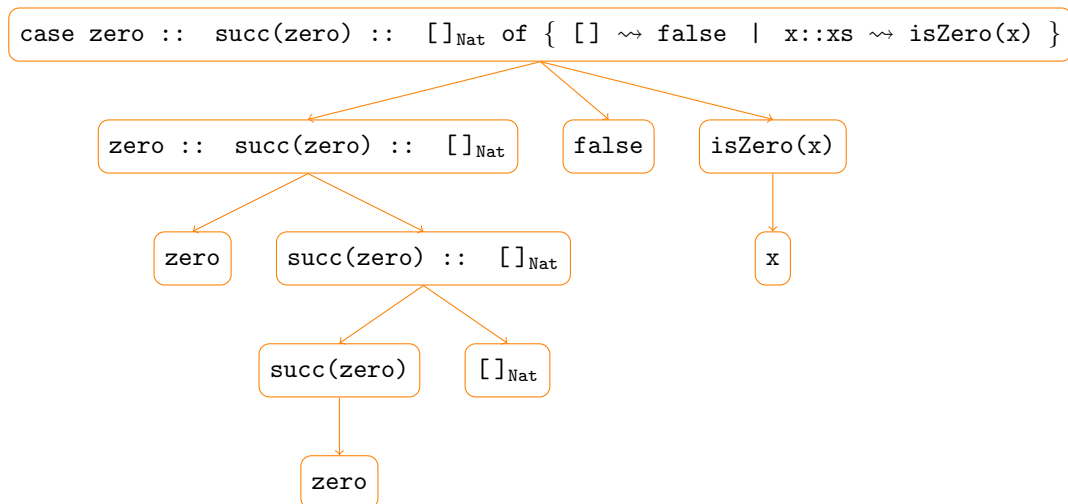 case zero :: succ(zero) :: []Nat of { [] ⇝ false | x::xs ⇝ isZero(x) }
zero :: succ(zero) :: []Nat
false
isZero(x)
zero
succ(zero) :: []Nat
x
succ(zero)
[]Nat
zero